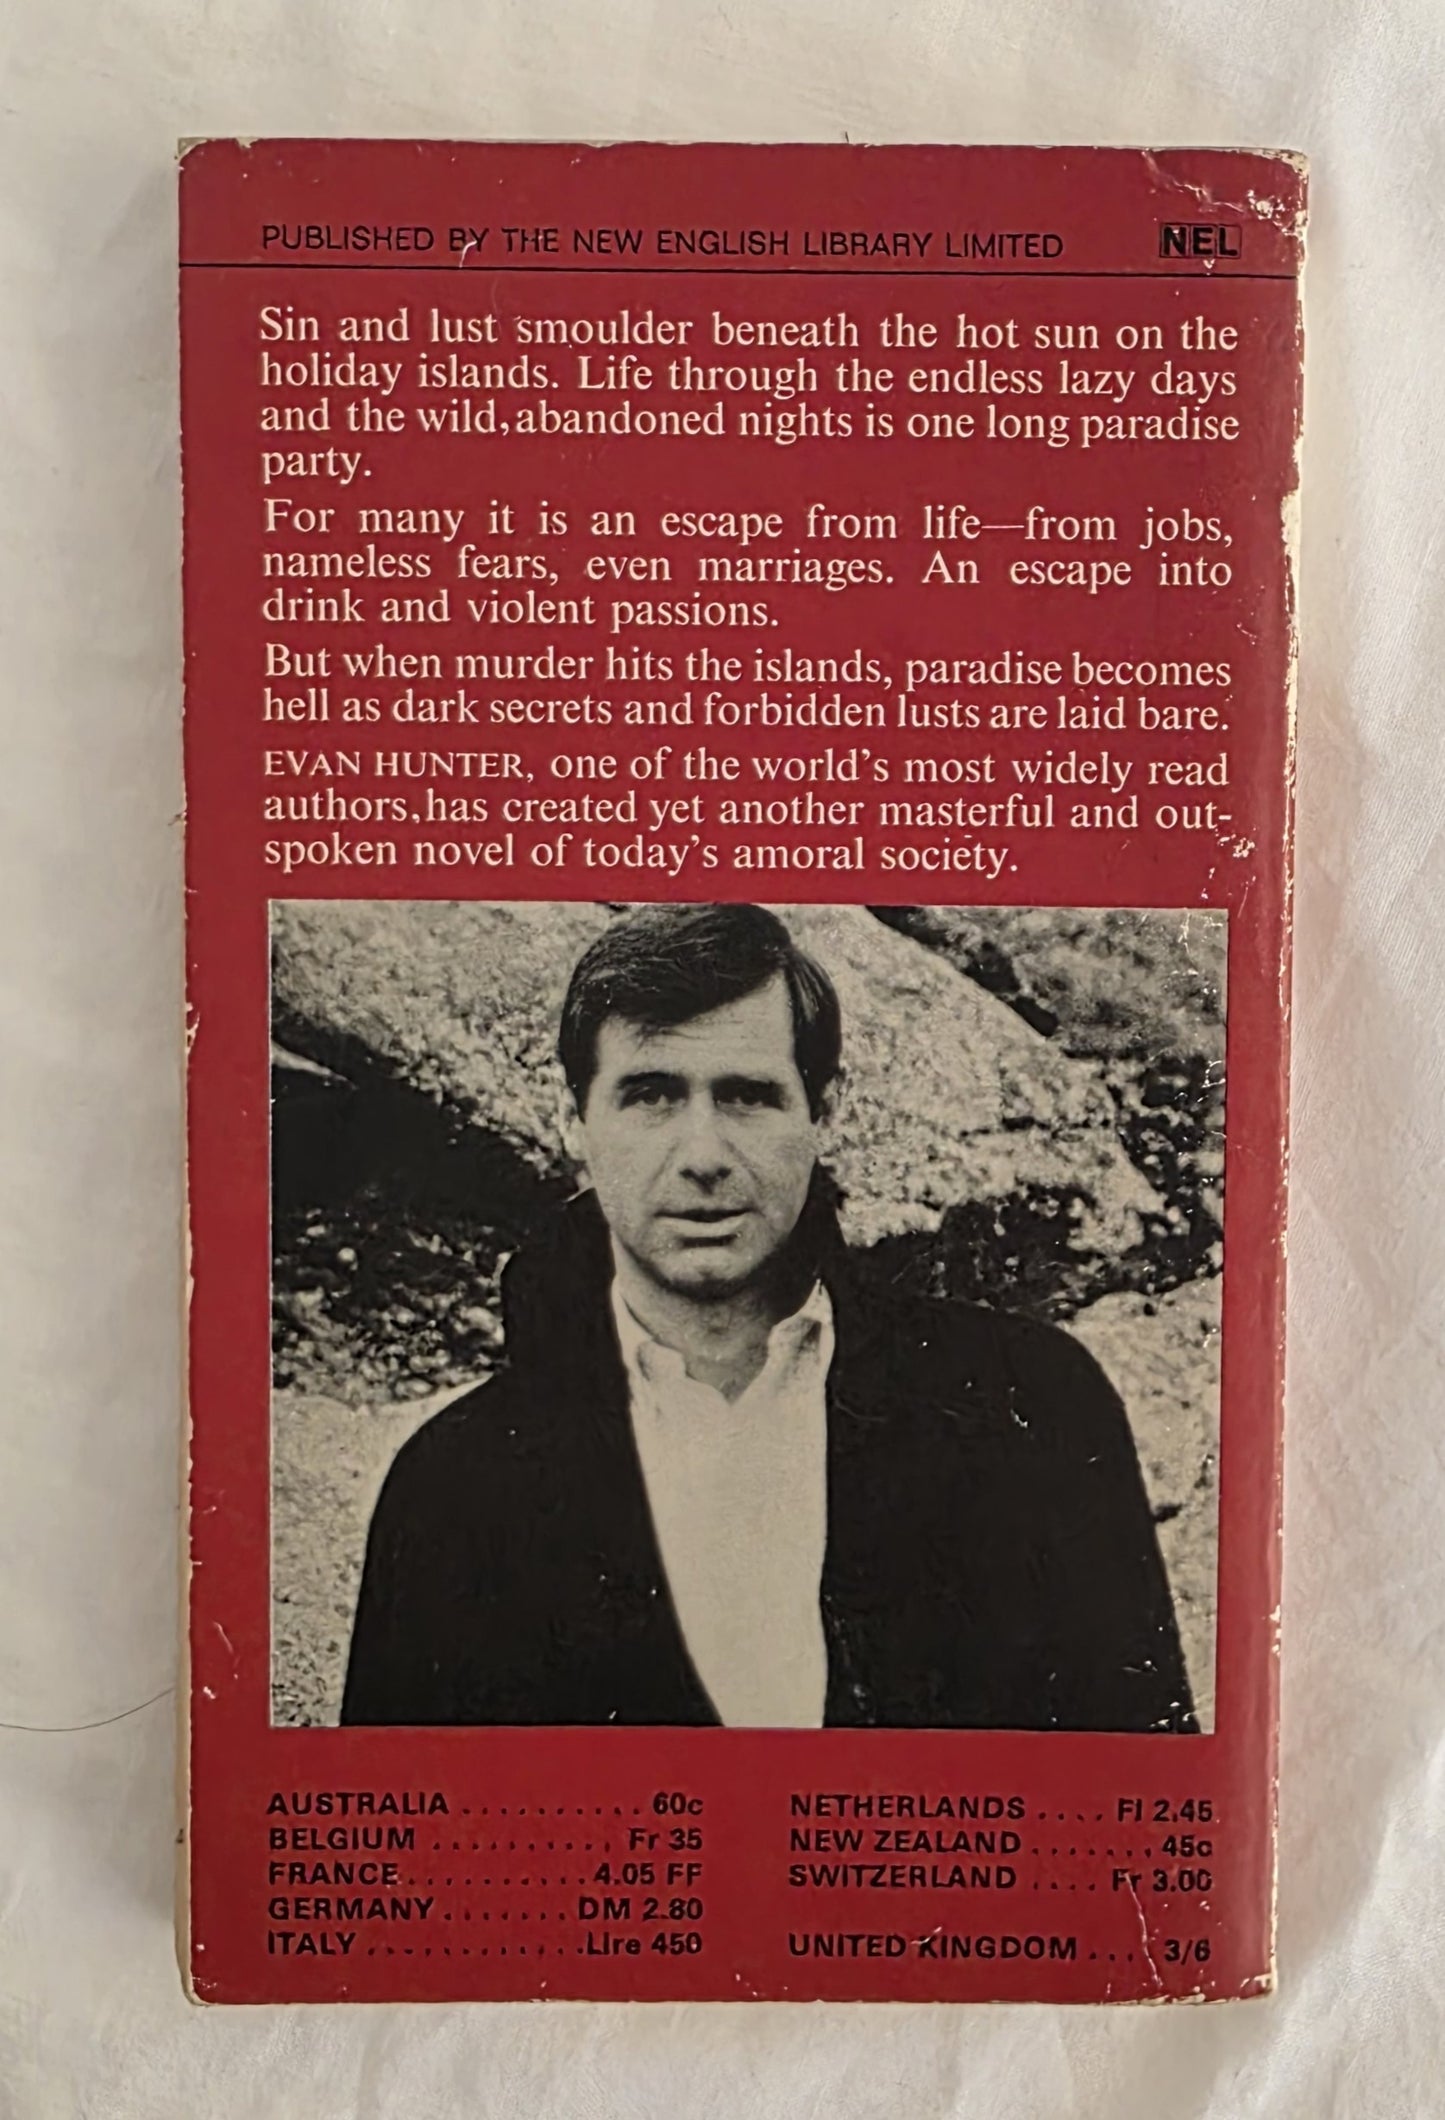 PUBLISHED BY THE NEW ENGLISH LIBRARY LIMITED NEL
Sin and lust smoulder beneath the hot sun on the
holiday islands. Life through the endless lazy days
and the wild, abandoned nights is one long paradise
party.
For many it is an escape from life—from jobs,
nameless fears, even marriages. An escape into
drink and violent passions.
But when murder hits the islands, paradise becomes
hell as dark secrets and forbidden lusts are laid bare.
EVAN HUNTER, one of the world's most widely read
authors, has created yet another masterful and out-
spoken novel of today's amoral society.
AUSTRALIA .......... 60c
BELGIUM .......... Fr 35
FRANCE .......... 4.05 FF
GERMANY ....... DM 2.80
ITALY ............ Lire 450
NETHERLANDS .... Fl 2.45
NEW ZEALAND ....... 45c
SWITZERLAND .... Fr 3.00
UNITED KINGDOM .... 3/6